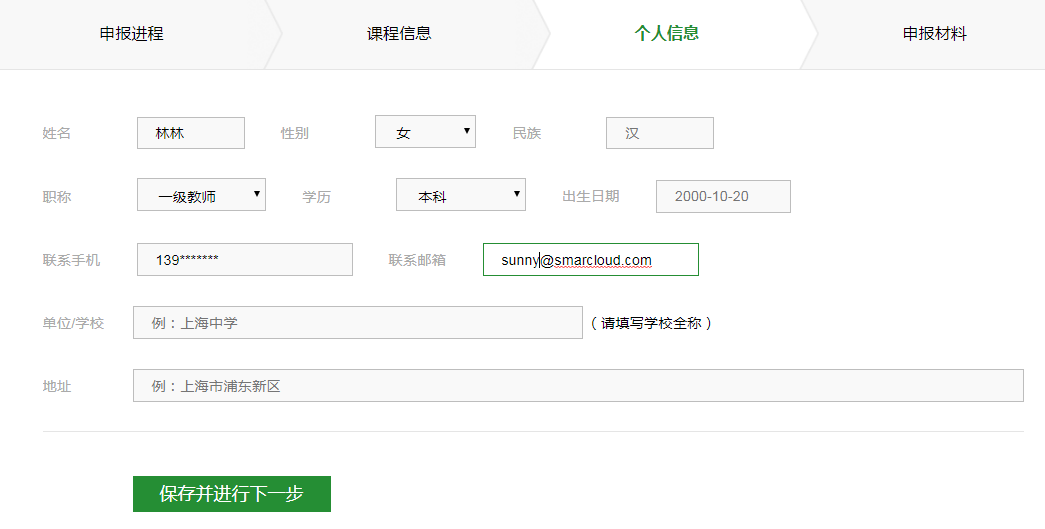 申报进程 课程信息 个人信息 申报材料
姓名 林林 性别 女 民族 汉
职称 一级教师 学历 本科 出生日期 2000-10-20
联系手机 139******* 联系邮箱 sunny@smarcloud.com
单位/学校 例：上海中学 （请填写学校全称）
地址 例：上海市浦东新区
保存并进行下一步